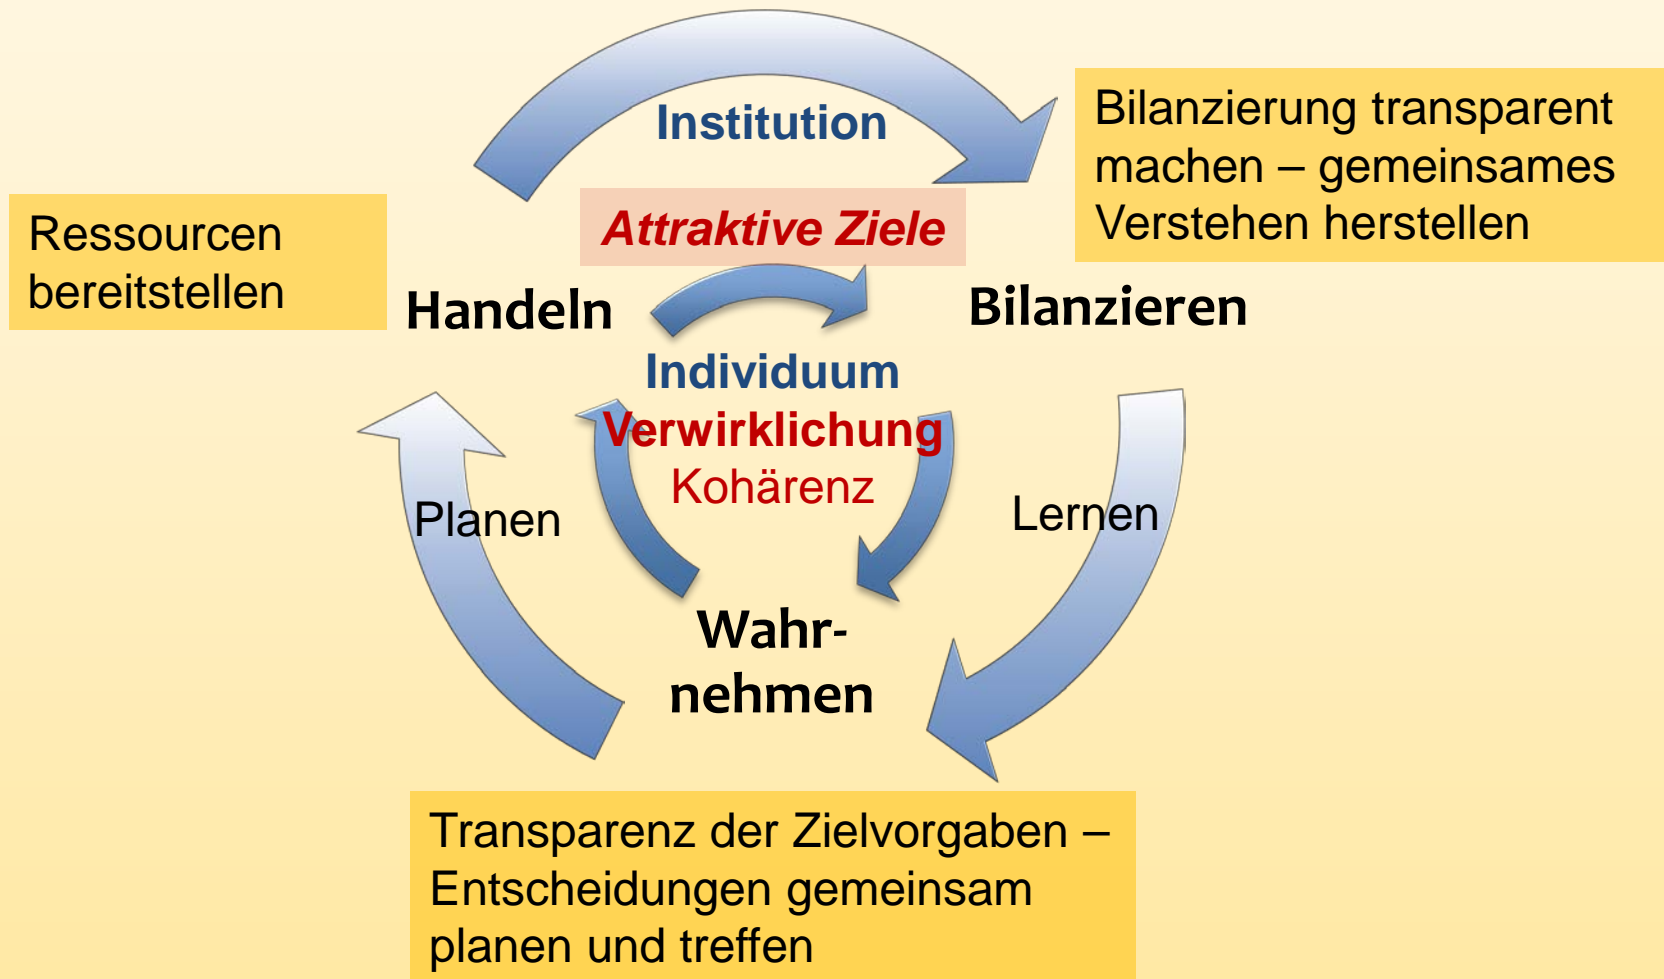 Institution
Bilanzierung transparent
machen – gemeinsames
Verstehen herstellen
Ressourcen
bereitstellen
Attraktive Ziele
Handeln
Bilanzieren
Individuum
Verwirklichung
Kohärenz
Planen
Lernen
Wahr-
nehmen
Transparenz der Zielvorgaben –
Entscheidungen gemeinsam
planen und treffen